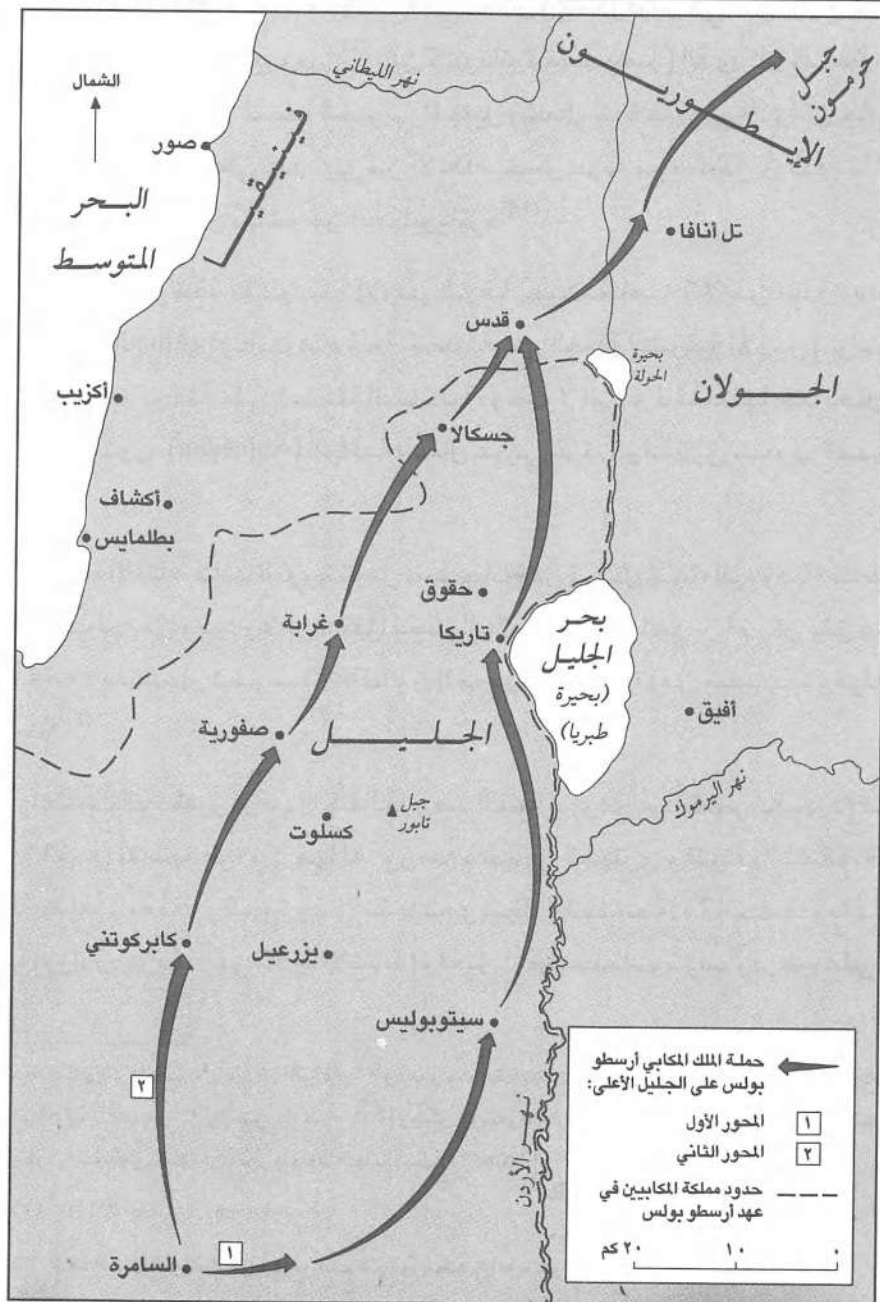 نهر الليطاني
الإيـطـوريـون
جبل
حرمون
الشمال
صور
فينيقيا
البحر
المتوسط
تل أنافا
قدس
بحيرة
الحولة
الجـولان
أكزيب
جسكالا
أكشاف
بطلمايس
حقوق
غرابة
تاريكا
بحر
الجليل
(بحيرة
طبريا)
أفيق
صفورية
الجـلـيـل
نهر اليرموك
جبل
تابور
كسلوت
كابركوتني
يزرعيل
سيتوبوليس
نهر الأردن
٢
السامرة
١
حملة الملك المكابي أرسطو
بولس على الجليل الأعلى:
١ المحور الأول
٢ المحور الثاني
حدود مملكة المكابيين في
عهد أرسطو بولس
٢٠ كم ١٠ ٠